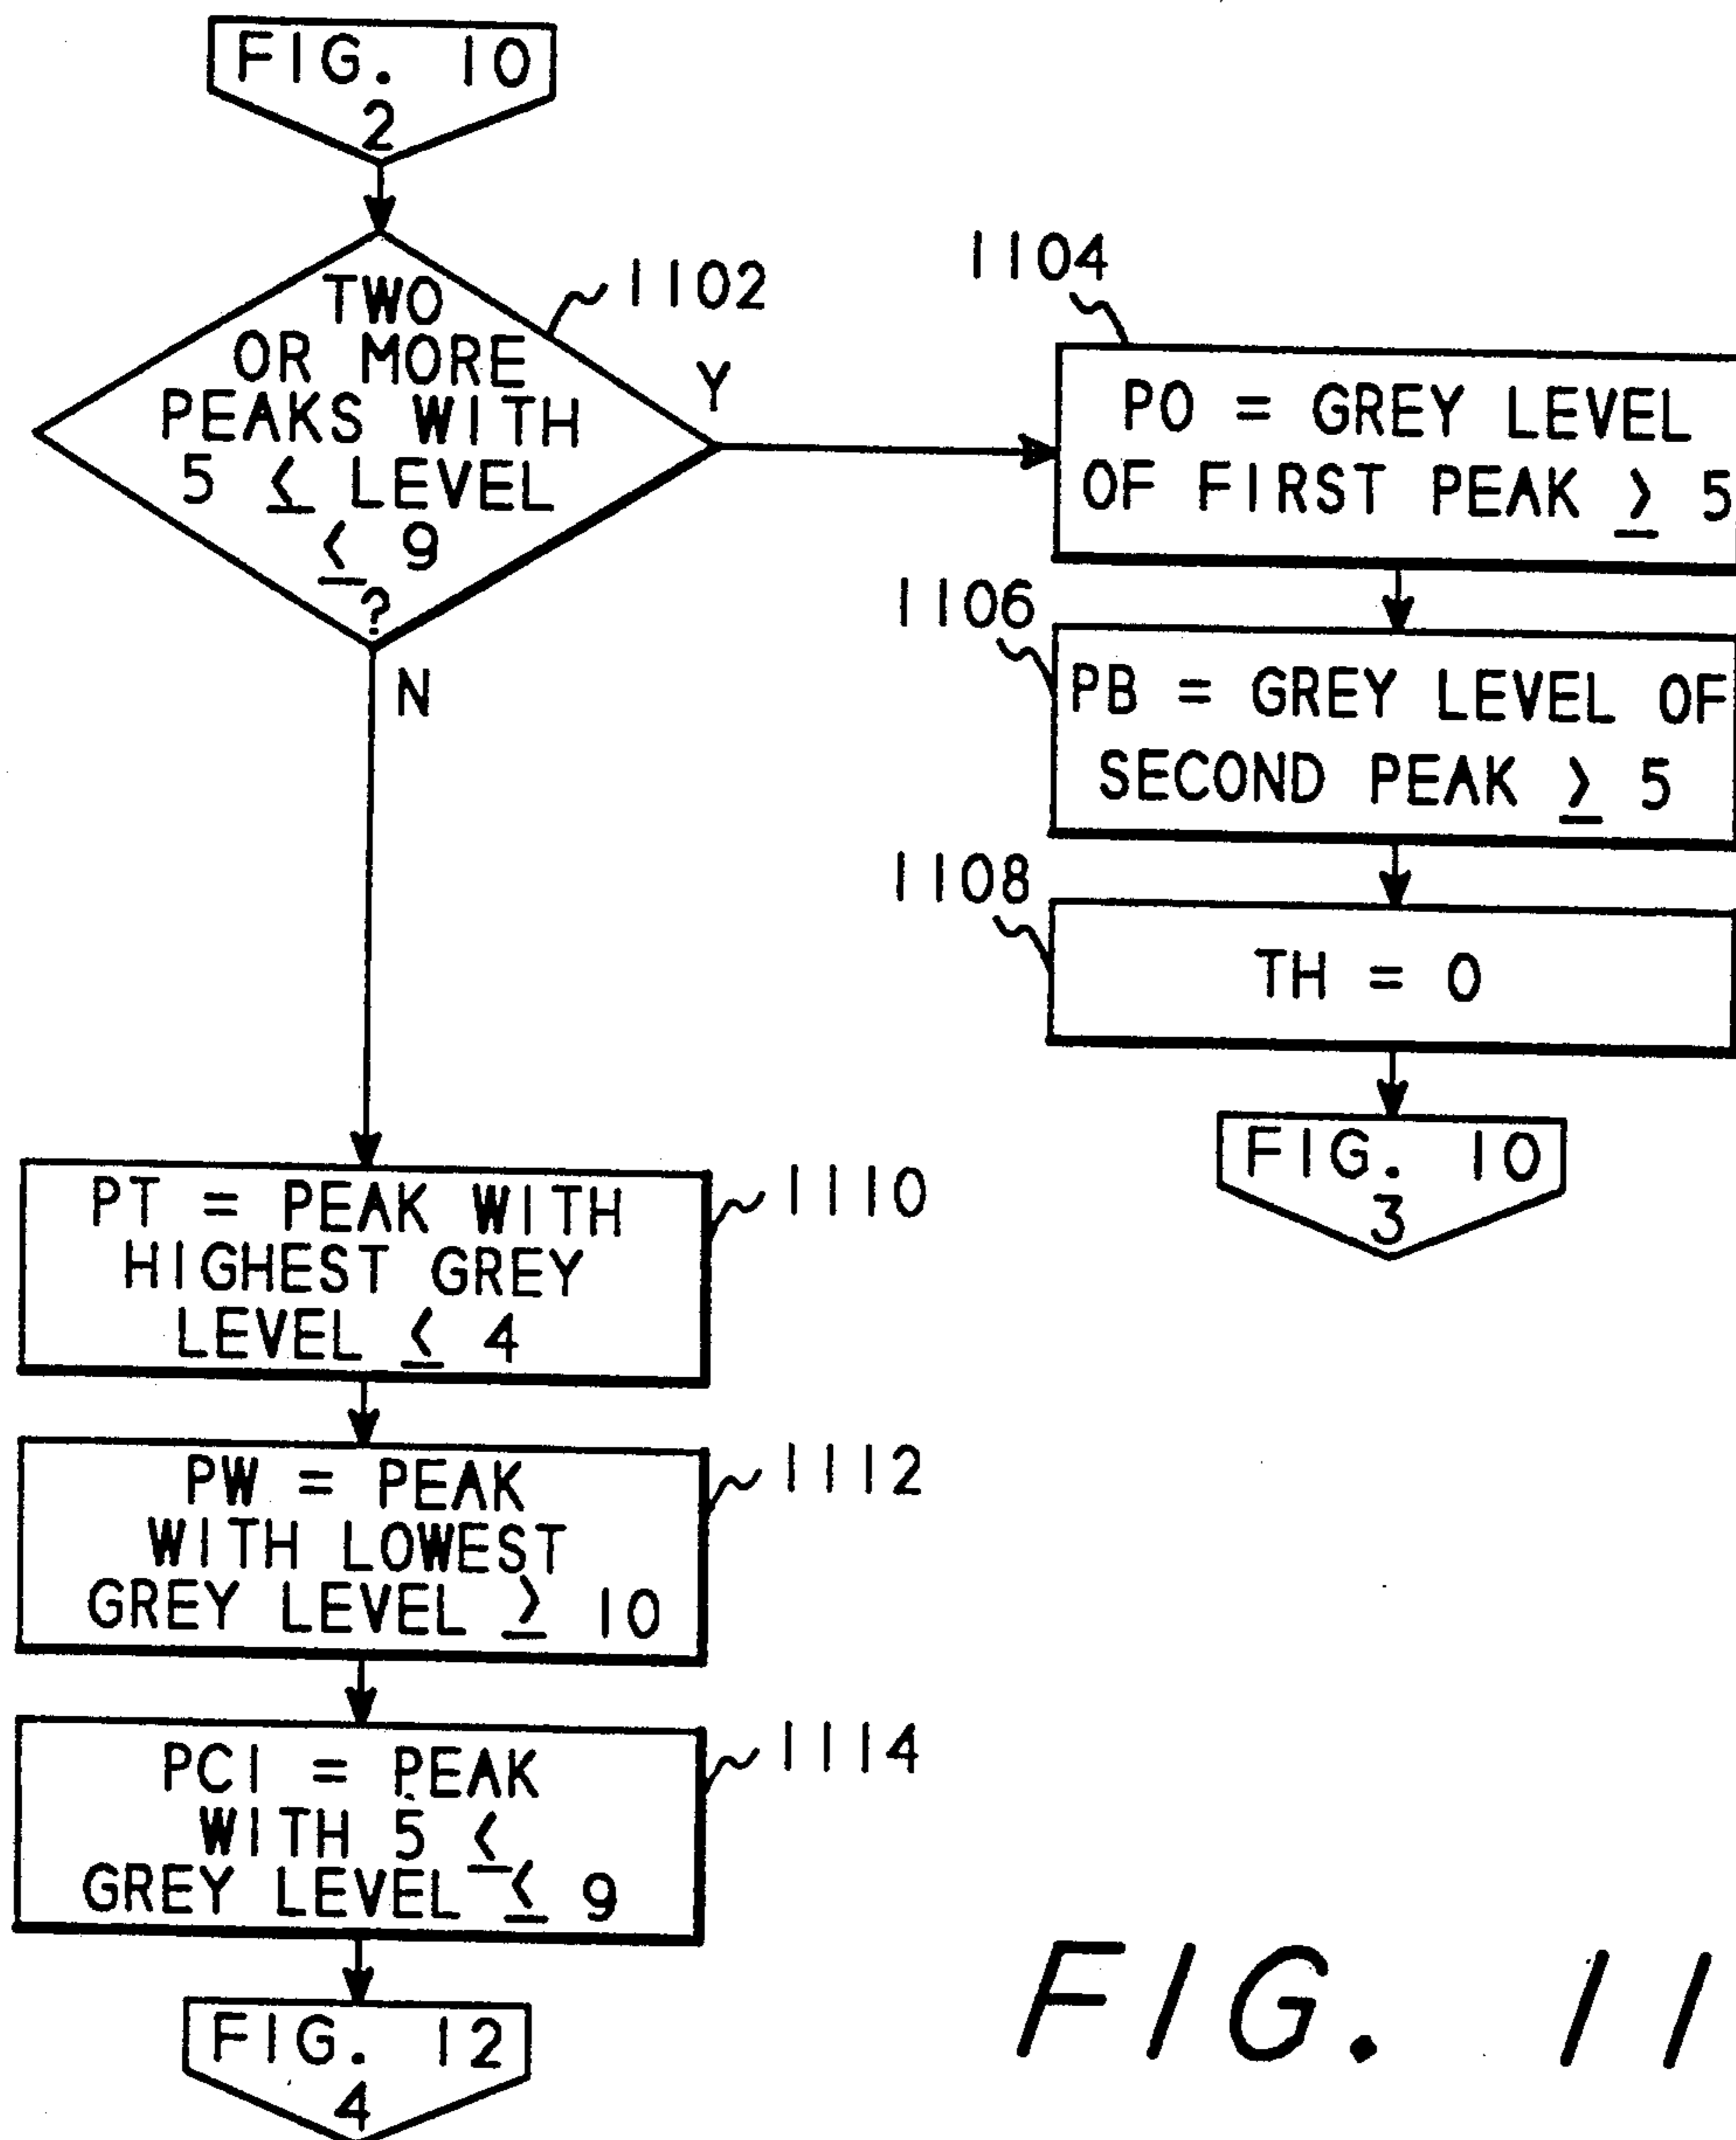 FIG. 10
2
TWO
OR MORE
PEAKS WITH
5 ≤ LEVEL
≤ 9
?
1102
Y
N
1104
PO = GREY LEVEL
OF FIRST PEAK ≥ 5
1106
PB = GREY LEVEL OF
SECOND PEAK ≥ 5
1108
TH = 0
FIG. 10
3
PT = PEAK WITH
HIGHEST GREY
LEVEL ≤ 4
1110
PW = PEAK
WITH LOWEST
GREY LEVEL ≥ 10
1112
PCI = PEAK
WITH 5 ≤
GREY LEVEL ≤ 9
1114
FIG. 12
4
FIG. 11